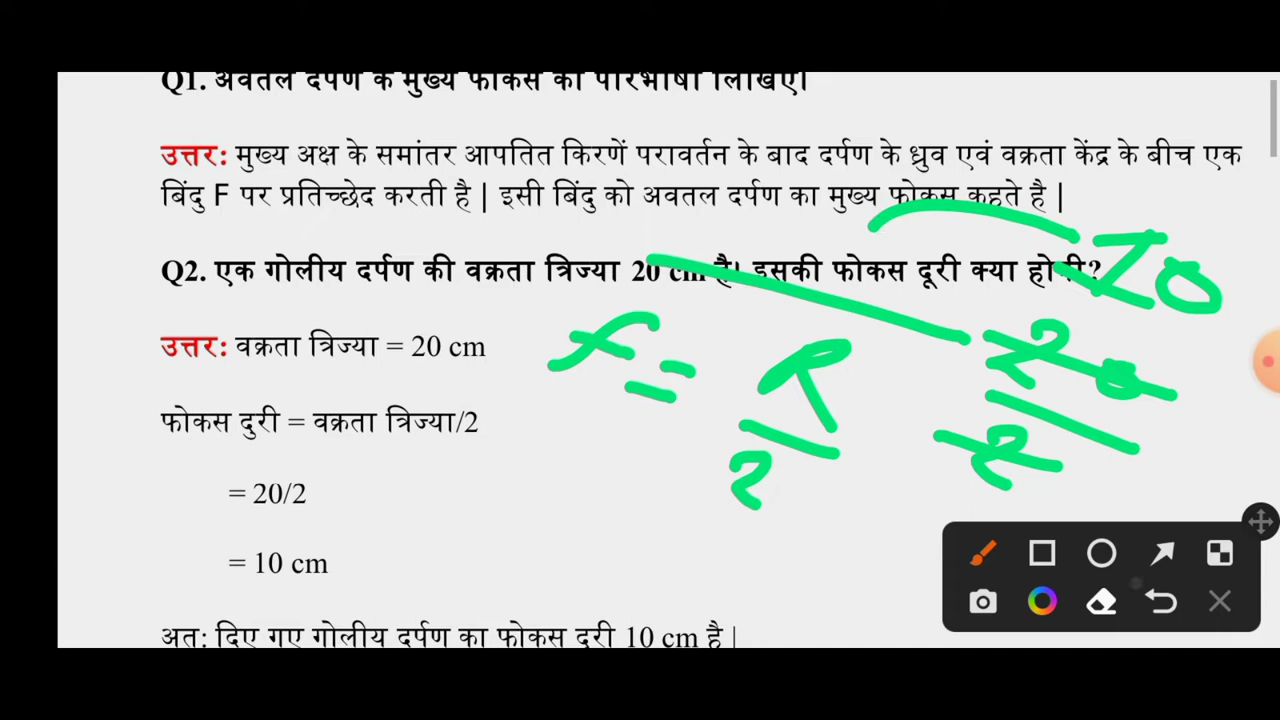 Q1. अवतल दर्पण के मुख्य फोकस की परिभाषा लिखिए।
उत्तर: मुख्य अक्ष के समांतर आपतित किरणें परावर्तन के बाद दर्पण के ध्रुव एवं वक्रता केंद्र के बीच एक
बिंदु F पर प्रतिच्छेद करती है | इसी बिंदु को अवतल दर्पण का मुख्य फोकस कहते है |
10
Q2. एक गोलीय दर्पण की वक्रता त्रिज्या 20 cm है। इसकी फोकस दूरी क्या होगी?
उत्तर: वक्रता त्रिज्या = 20 cm
f = R
2
20
2
फोकस दुरी = वक्रता त्रिज्या/2
= 20/2
= 10 cm
अत: दिए गए गोलीय दर्पण का फोकस दूरी 10 cm है |